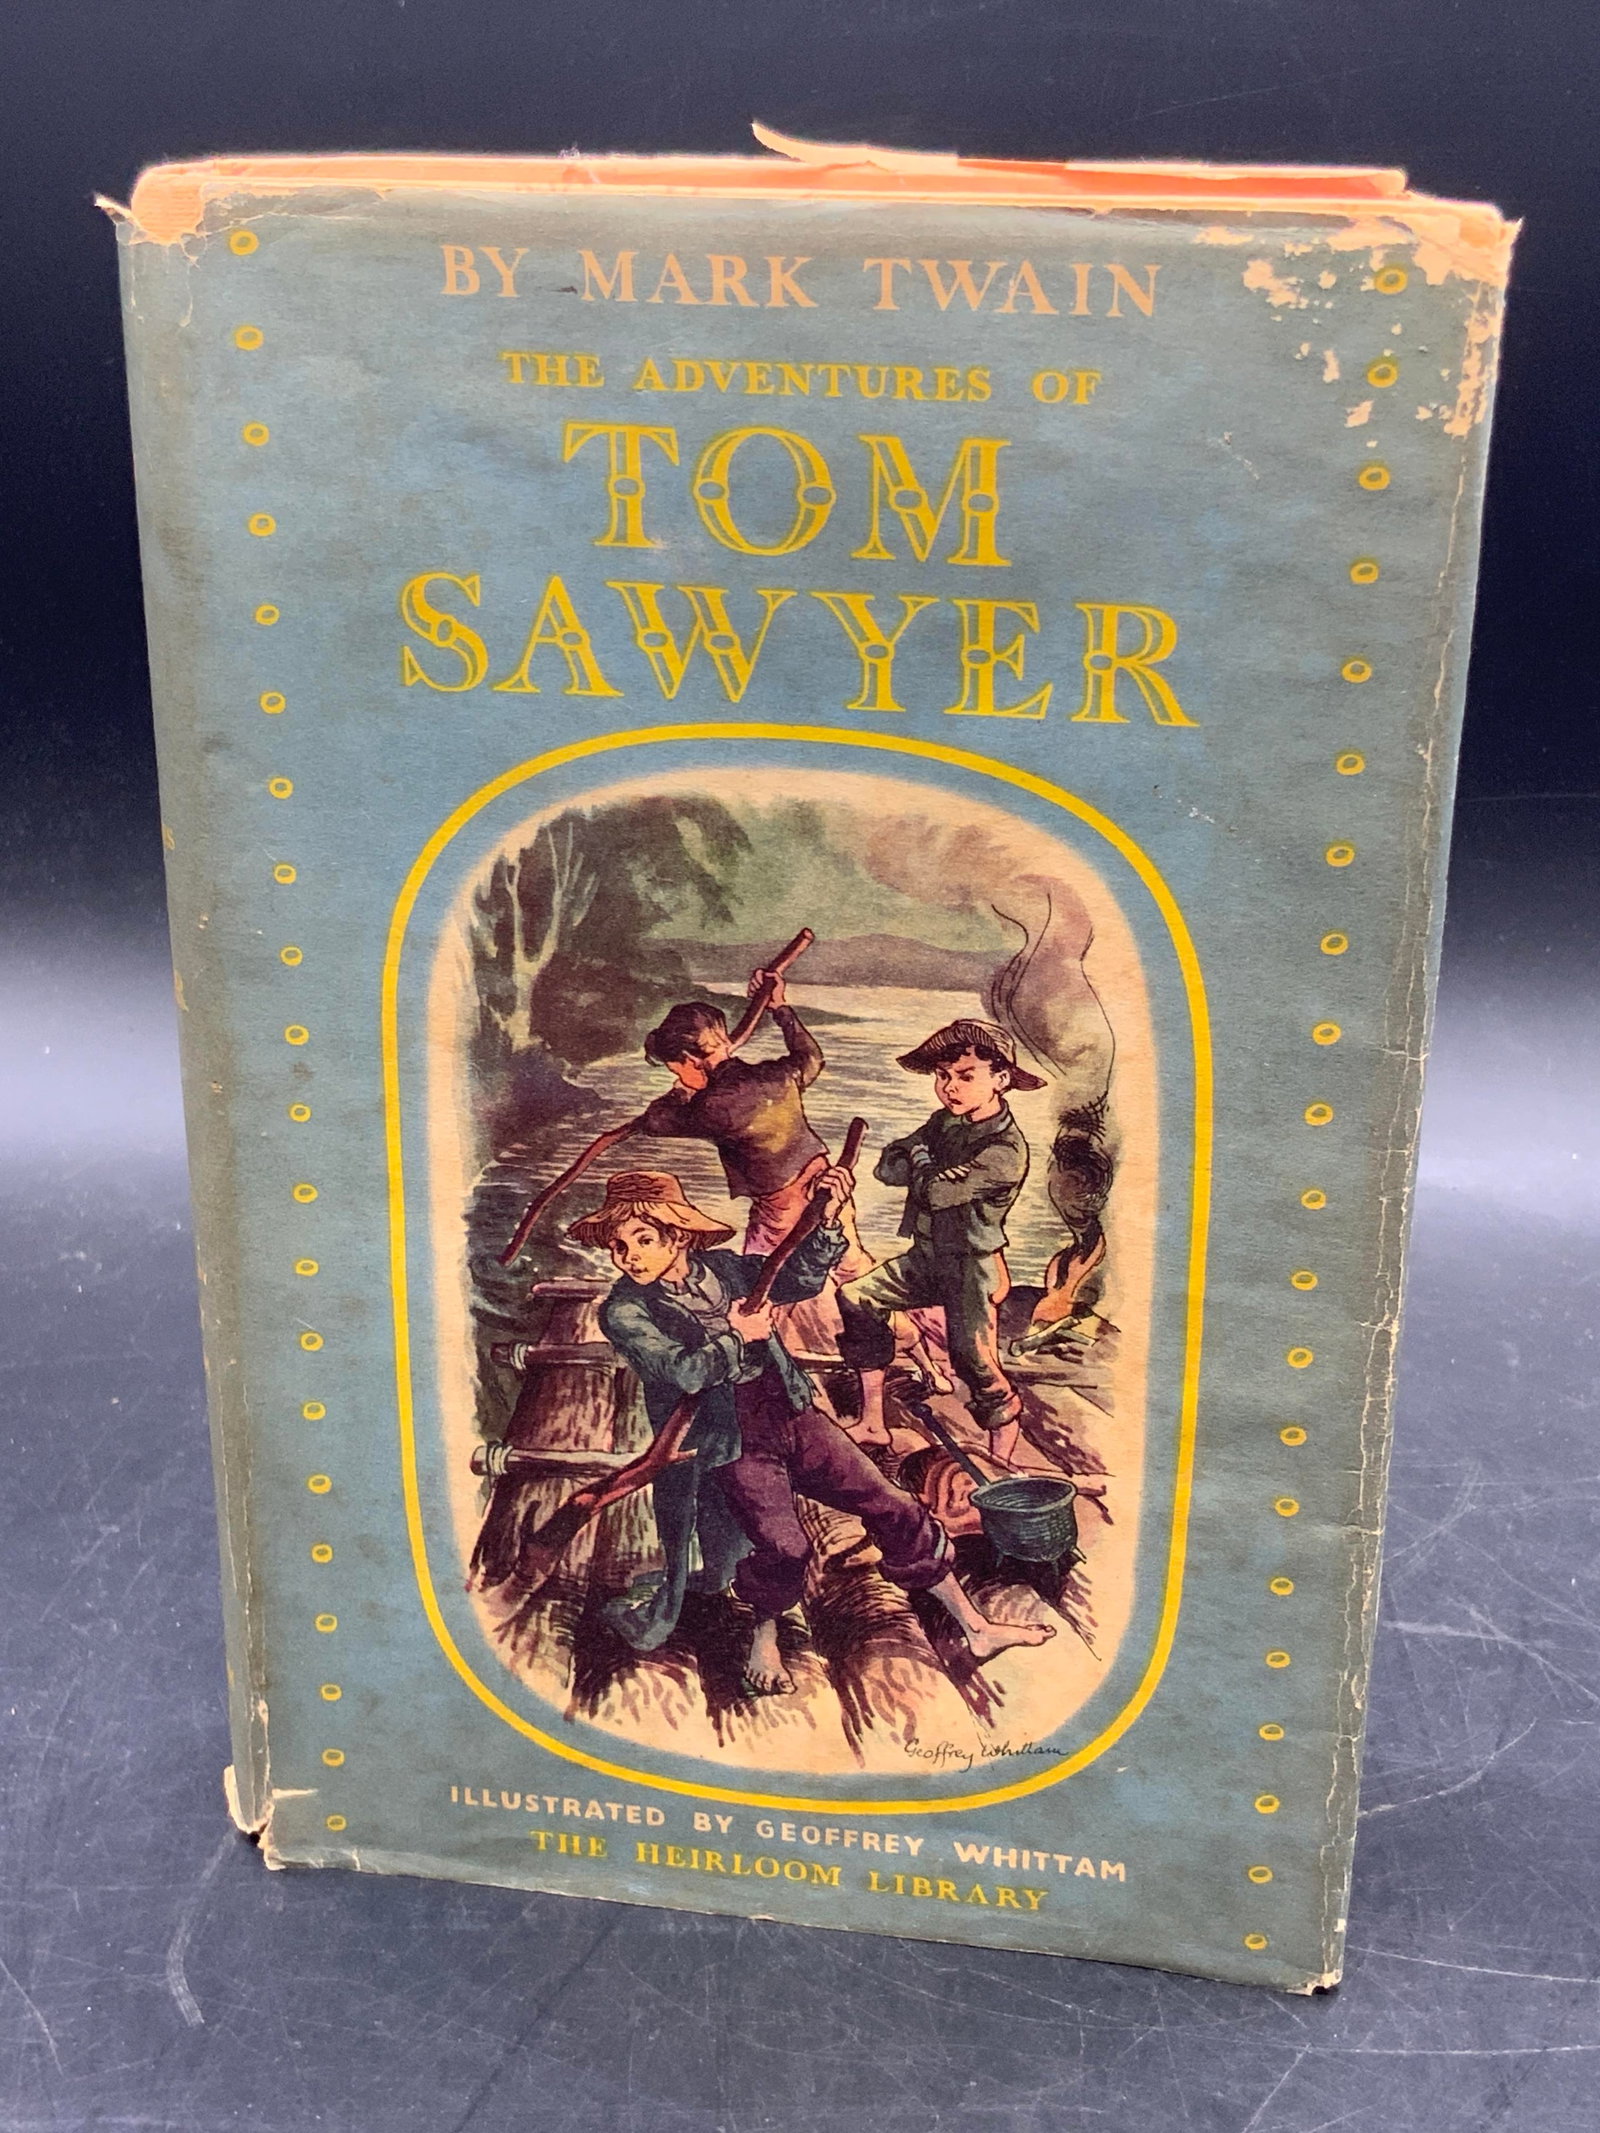 BY MARK TWAIN
THE ADVENTURES OF
TOM
SAWYER
Geoffrey Whittam
ILLUSTRATED BY GEOFFREY WHITTAM
THE HEIRLOOM LIBRARY